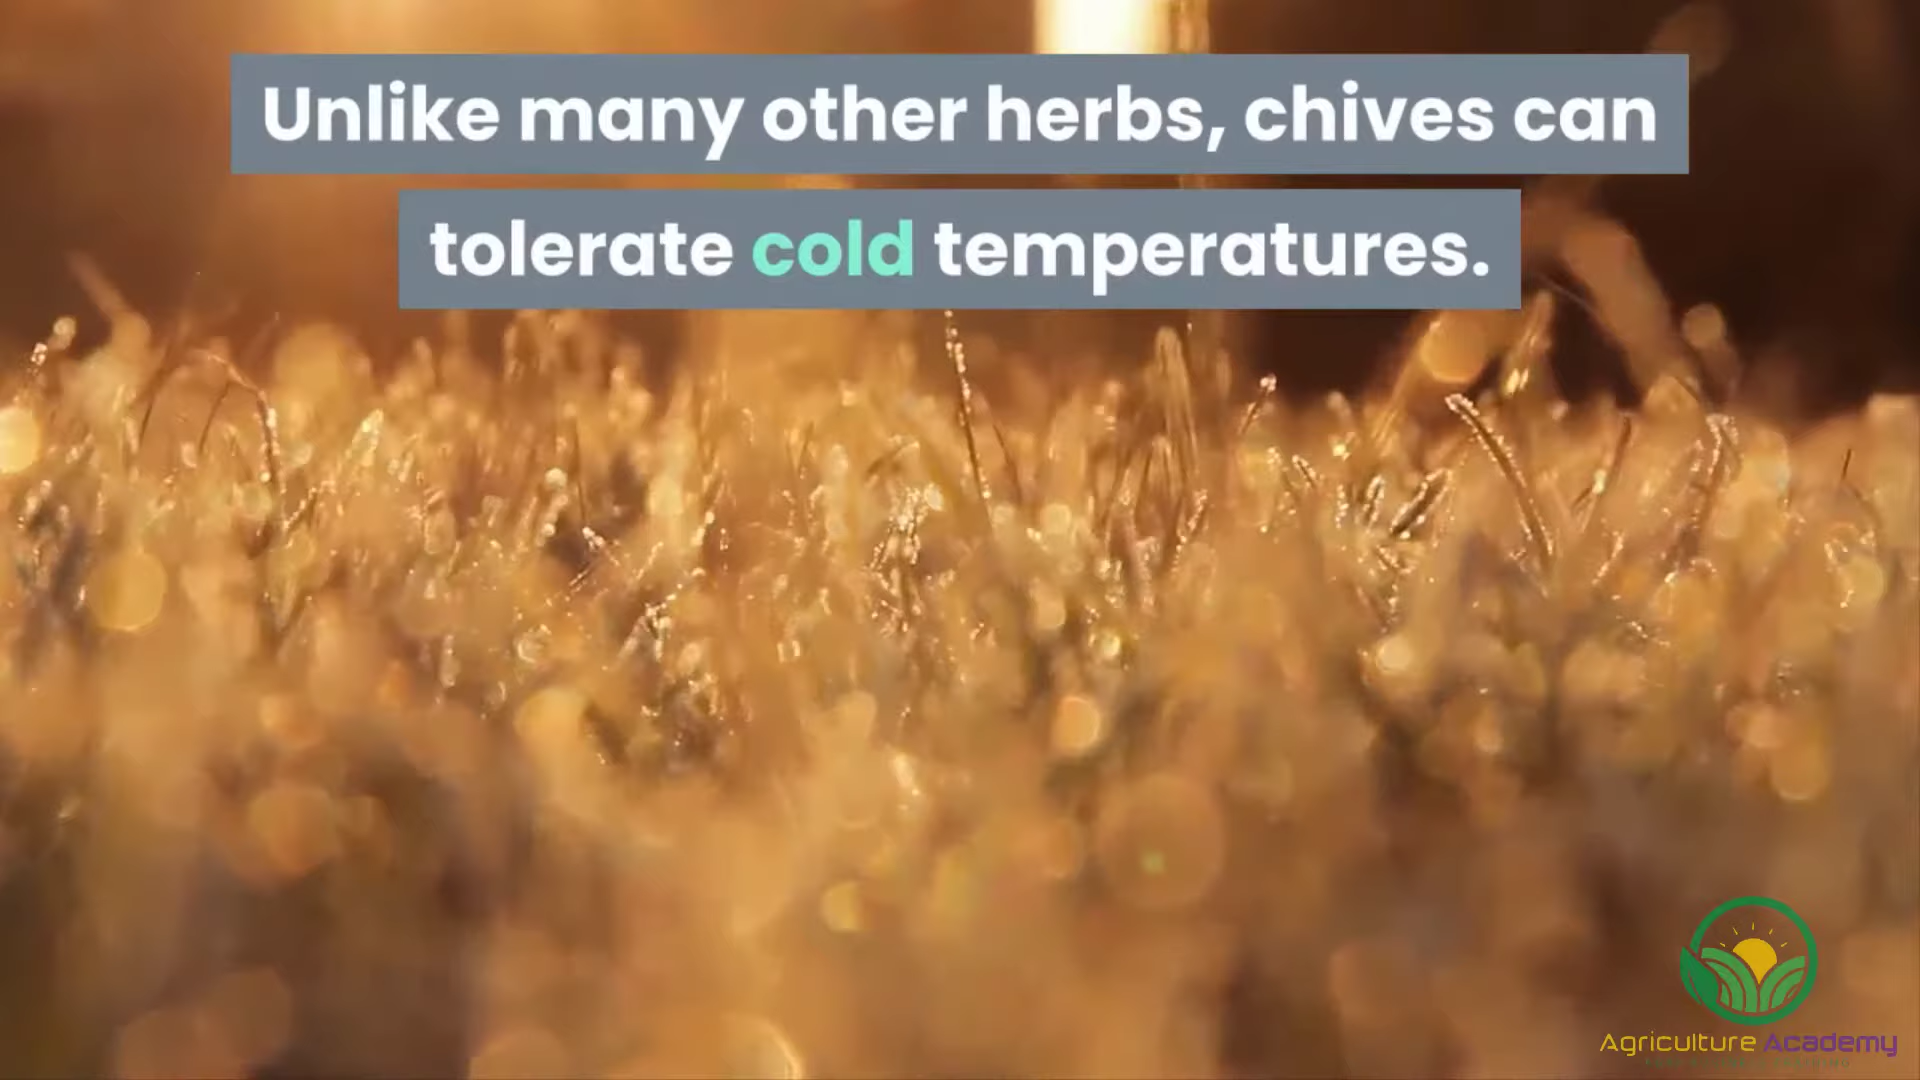 Unlike many other herbs, chives can
tolerate cold temperatures.
Agriculture Academy